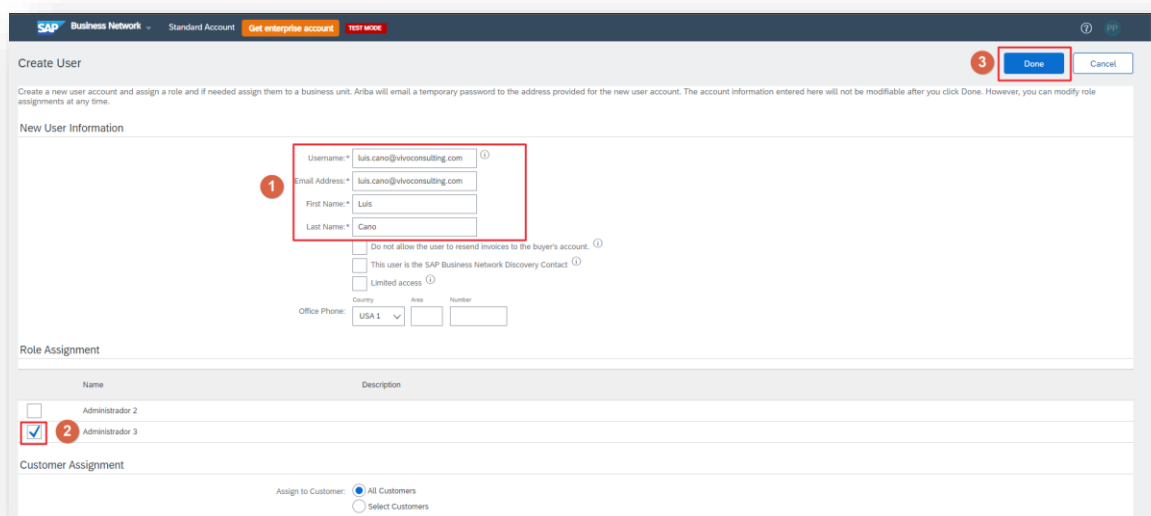 SAP Business Network Standard Account Get enterprise account TEST MODE PP
Create User 3 Done Cancel
Create a new user account and assign a role and if needed assign them to a business unit. Ariba will email a temporary password to the address provided for the new user account. The account information entered here will not be modifiable after you click Done. However, you can modify role
assignments at any time.
New User Information
Username:* luis.cano@vivoconsulting.com
1 Email Address:* luis.cano@vivoconsulting.com
First Name:* Luis
Last Name:* Cano
Do not allow the user to resend invoices to the buyer's account.
This user is the SAP Business Network Discovery Contact
Limited access
Country Area Number
Office Phone: USA 1
Role Assignment
Name Description
Administrador 2
2 Administrador 3
Customer Assignment
Assign to Customer: All Customers
Select Customers